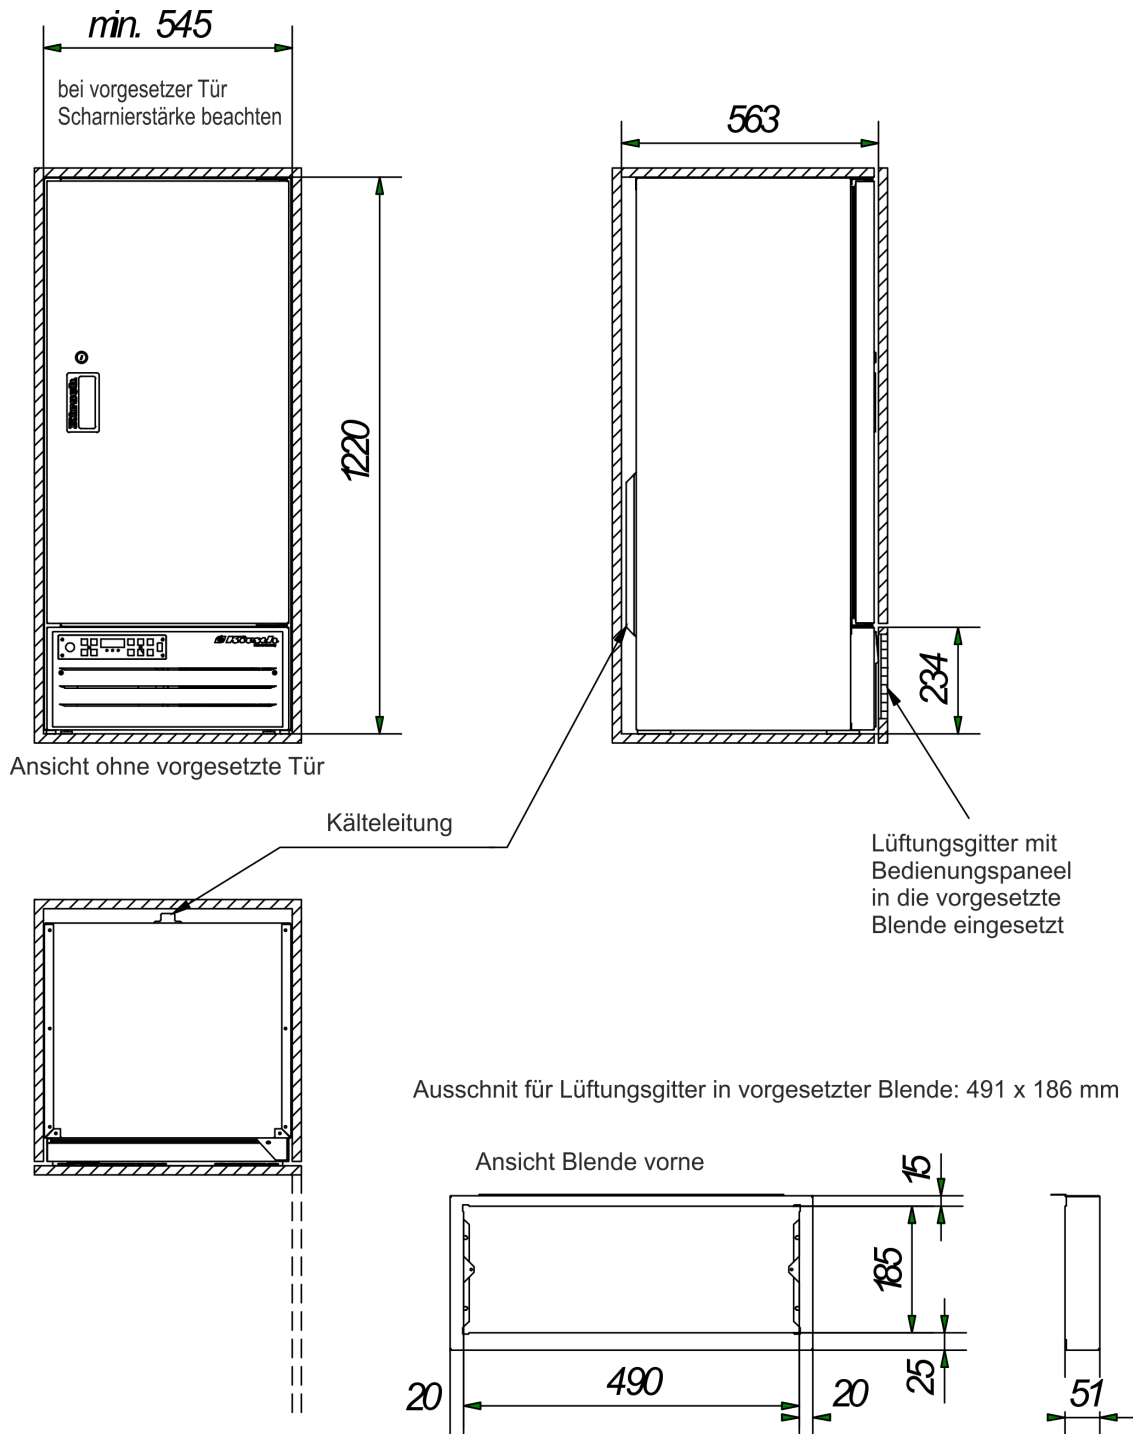 min. 545
bei vorgesetzer Tür
Scharnierstärke beachten
563
1220
Kirsch
Kirsch
234
Ansicht ohne vorgesetzte Tür
Kälteleitung
Lüftungsgitter mit
Bedienungspaneel
in die vorgesetzte
Blende eingesetzt
Ausschnit für Lüftungsgitter in vorgesetzter Blende: 491 x 186 mm
Ansicht Blende vorne
15
185
25
20
490
20
51